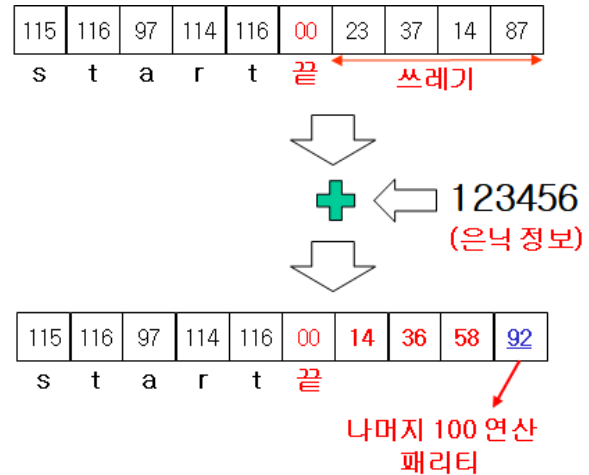 115 116 97 114 116 00 23 37 14 87
s t a r t 끝 쓰레기
123456
(은닉 정보)
115 116 97 114 116 00 14 36 58 92
s t a r t 끝
나머지 100 연산
패리티